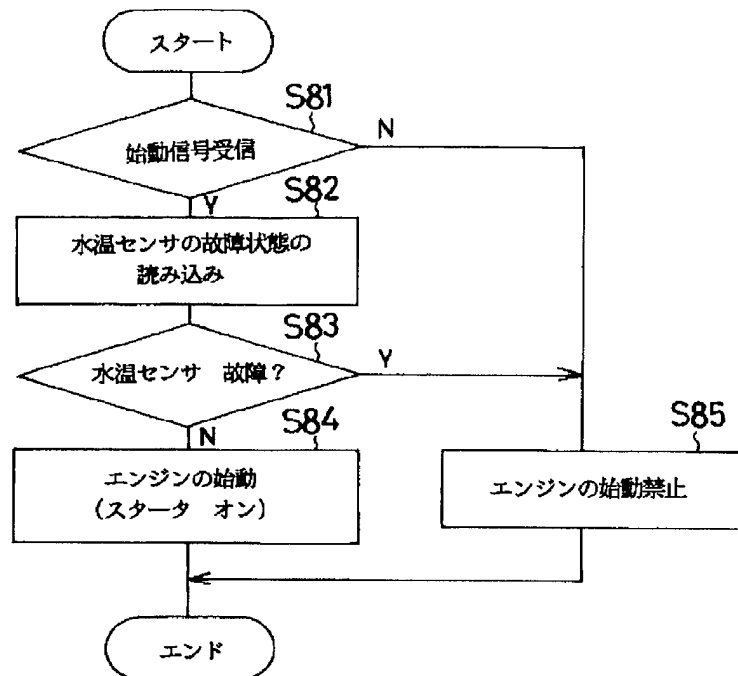 スタート
S81
始動信号受信
N
Y
S82
水温センサの故障状態の
読み込み
S83
水温センサ　故障？
Y
N
S84
エンジンの始動
(スタータ　オン)
S85
エンジンの始動禁止
エンド